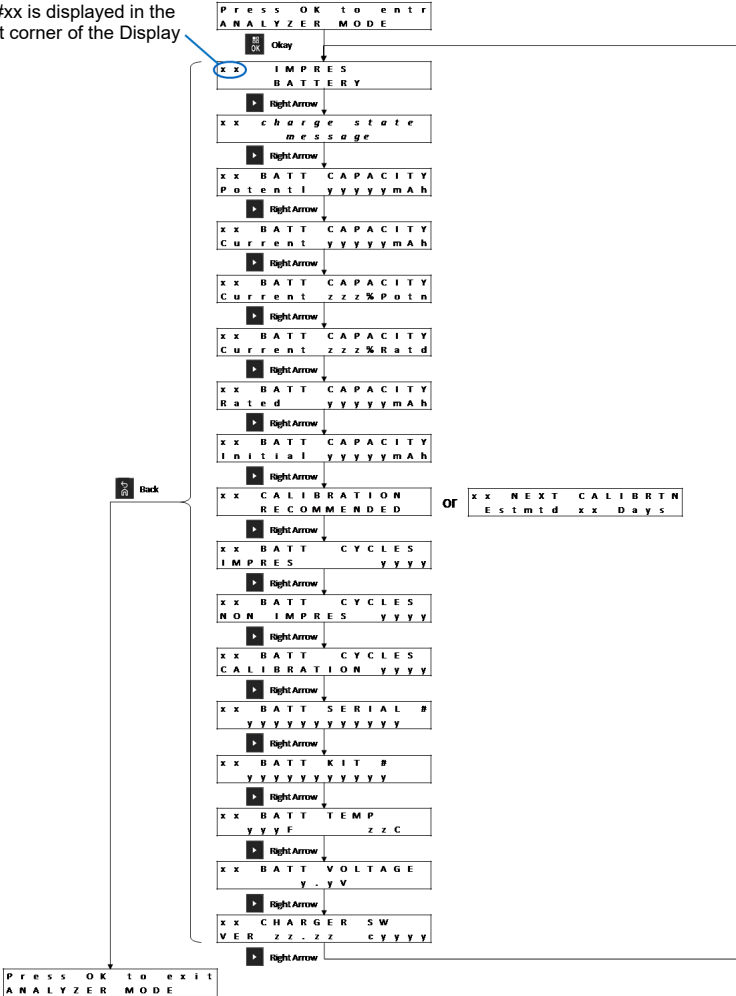 #xx is displayed in the
t corner of the Display
Press OK to entr
ANALYZER MODE
OK Okay
xx IMPRES
BATTERY
Right Arrow
xx charge state
message
Right Arrow
xx BATT CAPACITY
Potentl yyyyymAh
Right Arrow
xx BATT CAPACITY
Current yyyyymAh
Right Arrow
xx BATT CAPACITY
Current zzz%Potn
Right Arrow
xx BATT CAPACITY
Current zzz%Ratd
Right Arrow
xx BATT CAPACITY
Rated yyyyymAh
Right Arrow
xx BATT CAPACITY
Initial yyyyymAh
Right Arrow
Back
xx CALIBRATION
RECOMMENDED
or
xx NEXT CALIBRTN
Estmtd xx Days
Right Arrow
xx BATT CYCLES
IMPRES yyyy
Right Arrow
xx BATT CYCLES
NON IMPRES yyyy
Right Arrow
xx BATT CYCLES
CALIBRATION yyyy
Right Arrow
xx BATT SERIAL #
yyyyyyyyyyyy
Right Arrow
xx BATT KIT #
yyyyyyyyyyy
Right Arrow
xx BATT TEMP
yyyF zzC
Right Arrow
xx BATT VOLTAGE
y.yV
Right Arrow
xx CHARGER SW
VER zz.zz cyyyy
Right Arrow
Press OK to exit
ANALYZER MODE